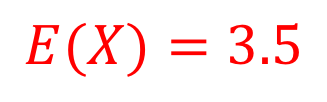 E(X) = 3.5